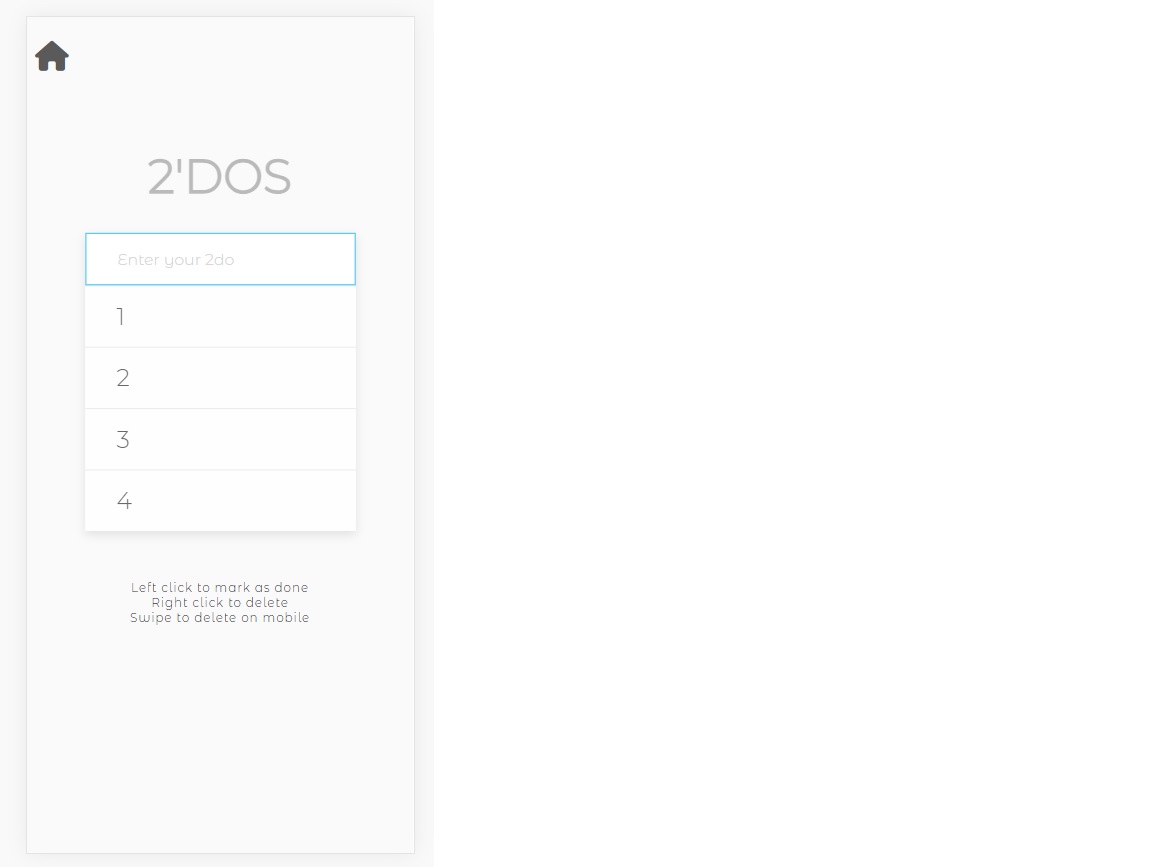 2'DOS
Enter your 2do
1
2
3
4
Left click to mark as done
Right click to delete
Swipe to delete on mobile